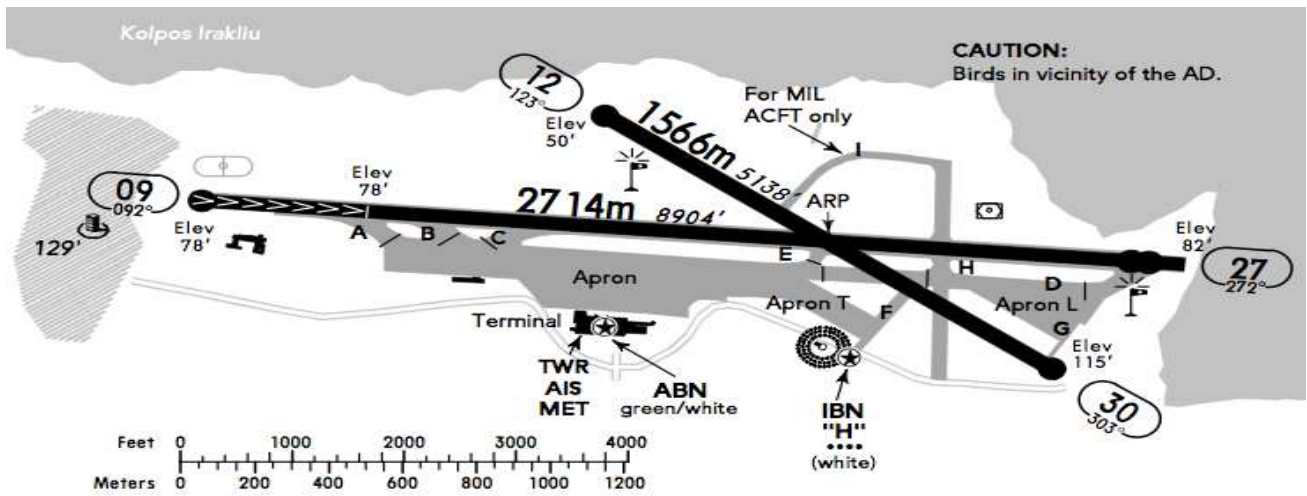 Kolpos Irakliu
CAUTION:
Birds in vicinity of the AD.
12
123°
Elev
50'
For MIL
ACFT only
I
1566m 5138'
09
092°
Elev
78'
Elev
78'
2714m 8904'
ARP
129'
A
B
C
E
H
D
Elev
82'
27
272°
Apron
Apron T
F
Apron L
G
Terminal
Elev
115'
TWR
AIS
MET
ABN
green/white
IBN
"H"
••••
(white)
30
303°
Feet 0 1000 2000 3000 4000
Meters 0 200 400 600 800 1000 1200